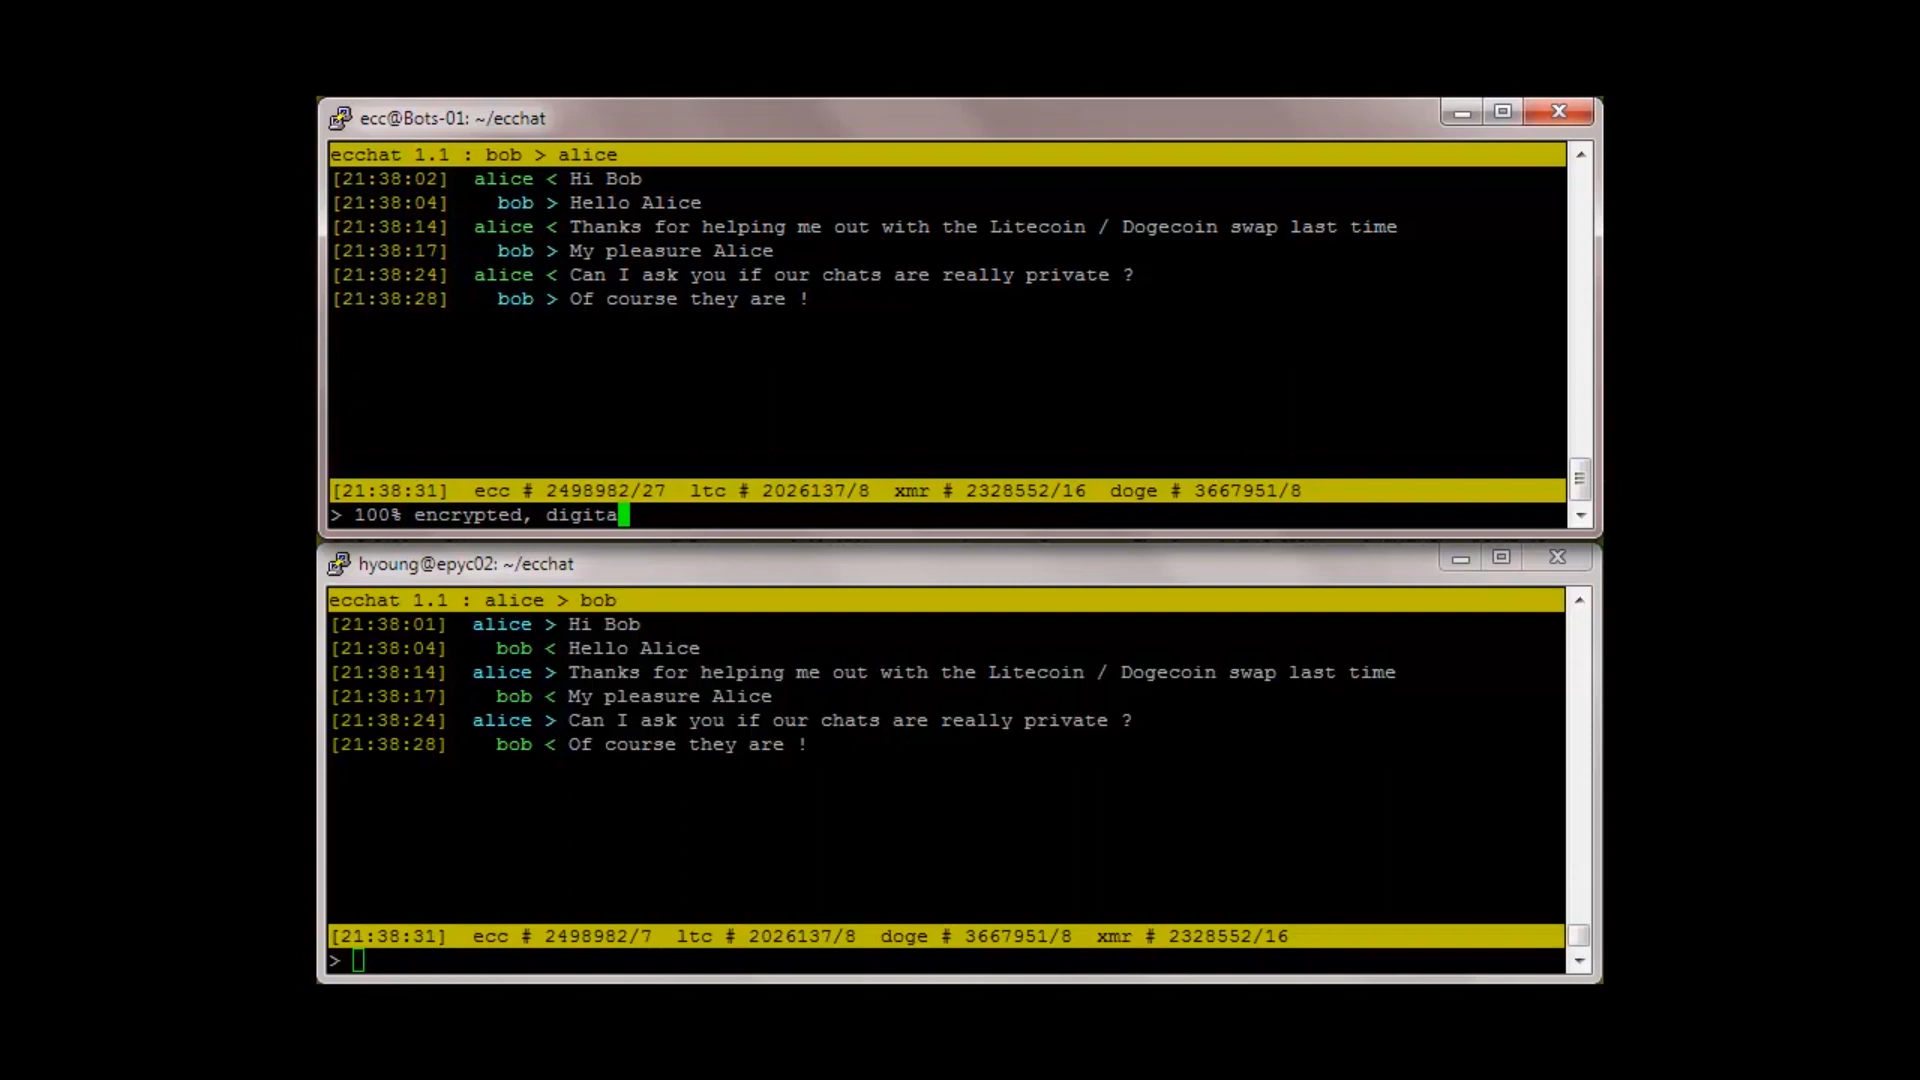 ecc@Bots-01: ~/ecchat
ecchat 1.1 : bob > alice
[21:38:02]  alice < Hi Bob
[21:38:04]    bob > Hello Alice
[21:38:14]  alice < Thanks for helping me out with the Litecoin / Dogecoin swap last time
[21:38:17]    bob > My pleasure Alice
[21:38:24]  alice < Can I ask you if our chats are really private ?
[21:38:28]    bob > Of course they are !
[21:38:31]  ecc # 2498982/27  ltc # 2026137/8  xmr # 2328552/16  doge # 3667951/8
> 100% encrypted, digita
hyoung@epyc02: ~/ecchat
ecchat 1.1 : alice > bob
[21:38:01]  alice > Hi Bob
[21:38:04]    bob < Hello Alice
[21:38:14]  alice > Thanks for helping me out with the Litecoin / Dogecoin swap last time
[21:38:17]    bob < My pleasure Alice
[21:38:24]  alice > Can I ask you if our chats are really private ?
[21:38:28]    bob < Of course they are !
[21:38:31]  ecc # 2498982/7  ltc # 2026137/8  doge # 3667951/8  xmr # 2328552/16
>